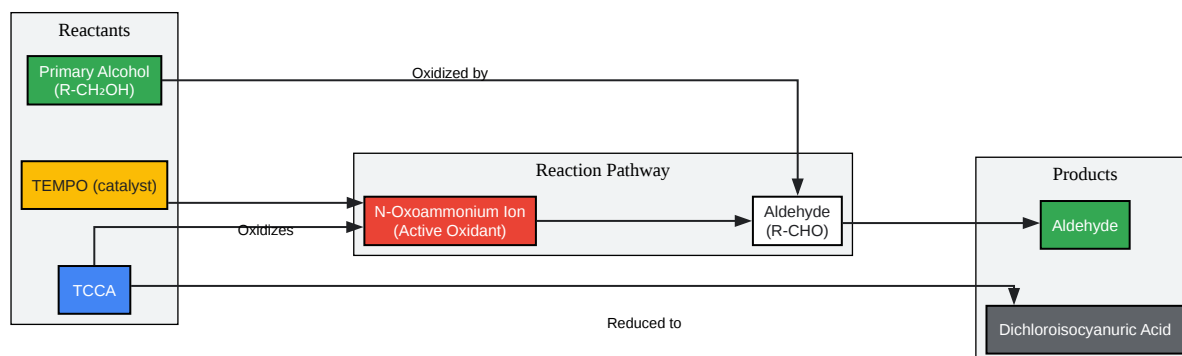 Reactants
Primary Alcohol
(R-CH₂OH)
Oxidized by
TEMPO (catalyst)
Reaction Pathway
Products
N-Oxoammonium Ion
(Active Oxidant)
Aldehyde
(R-CHO)
Aldehyde
Oxidizes
TCCA
Reduced to
Dichloroisocyanuric Acid